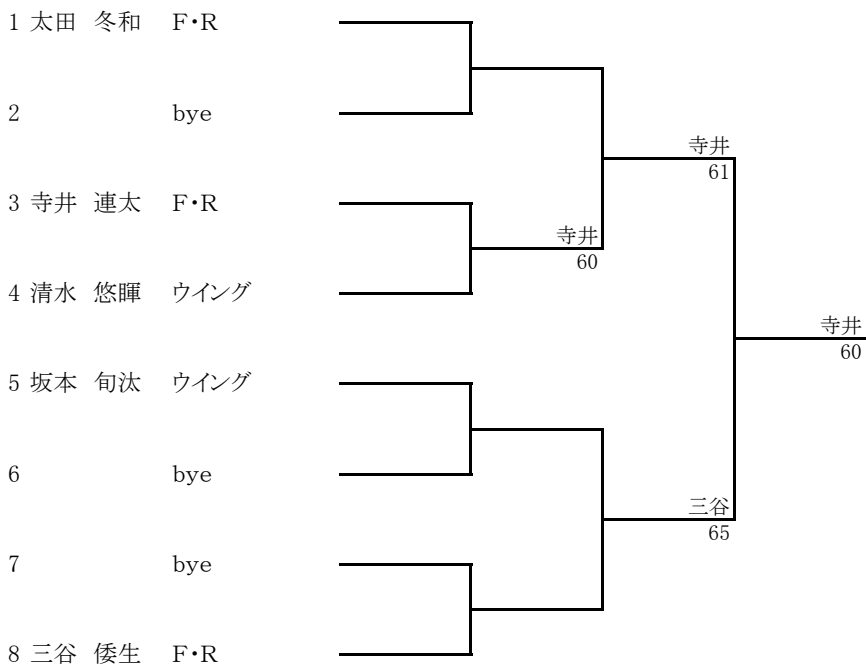 1 太田 冬和 F・R
2 bye
寺井
61
3 寺井 連太 F・R
寺井
60
4 清水 悠暉 ウイング
寺井
60
5 坂本 旬汰 ウイング
6 bye
三谷
65
7 bye
8 三谷 倭生 F・R